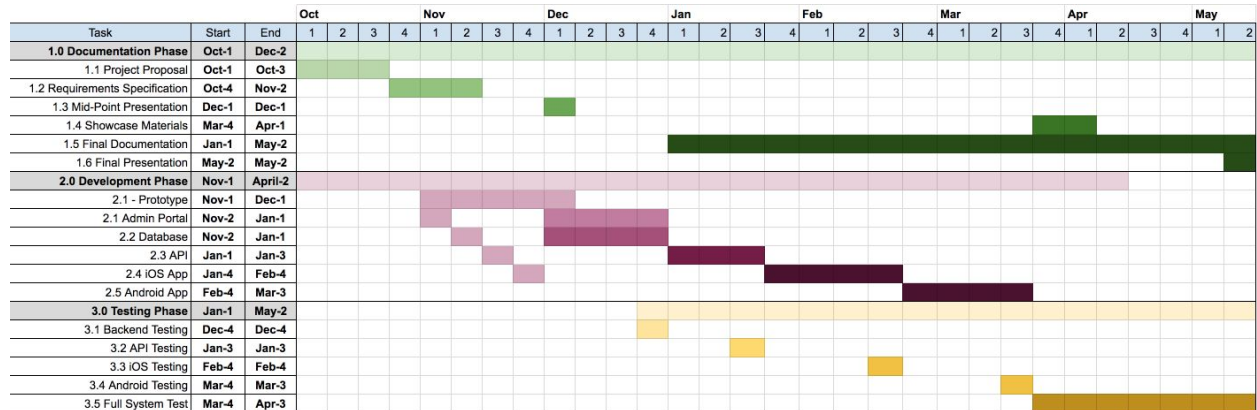 Oct Nov Dec Jan Feb Mar Apr May
Task Start End 1 2 3 4 1 2 3 4 1 2 3 4 1 2 3 4 1 2 3 4 1 2 3 4 1 2 3 4 1 2
1.0 Documentation Phase Oct-1 Dec-2
1.1 Project Proposal Oct-1 Oct-3
1.2 Requirements Specification Oct-4 Nov-2
1.3 Mid-Point Presentation Dec-1 Dec-1
1.4 Showcase Materials Mar-4 Apr-1
1.5 Final Documentation Jan-1 May-2
1.6 Final Presentation May-2 May-2
2.0 Development Phase Nov-1 April-2
2.1 - Prototype Nov-1 Dec-1
2.1 Admin Portal Nov-2 Jan-1
2.2 Database Nov-2 Jan-1
2.3 API Jan-1 Jan-3
2.4 iOS App Jan-4 Feb-4
2.5 Android App Feb-4 Mar-3
3.0 Testing Phase Jan-1 May-2
3.1 Backend Testing Dec-4 Dec-4
3.2 API Testing Jan-3 Jan-3
3.3 iOS Testing Feb-4 Feb-4
3.4 Android Testing Mar-4 Mar-3
3.5 Full System Test Mar-4 Apr-3